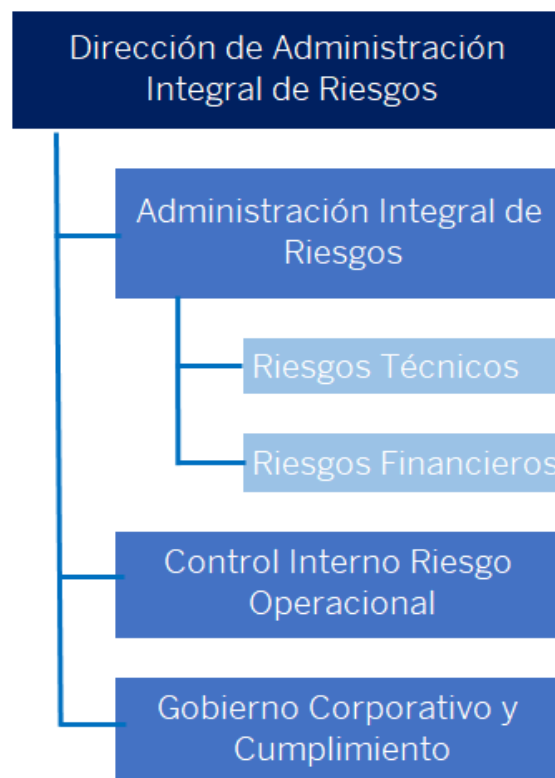 Dirección de Administración
Integral de Riesgos
Administración Integral de
Riesgos
Riesgos Técnicos
Riesgos Financieros
Control Interno Riesgo
Operacional
Gobierno Corporativo y
Cumplimiento